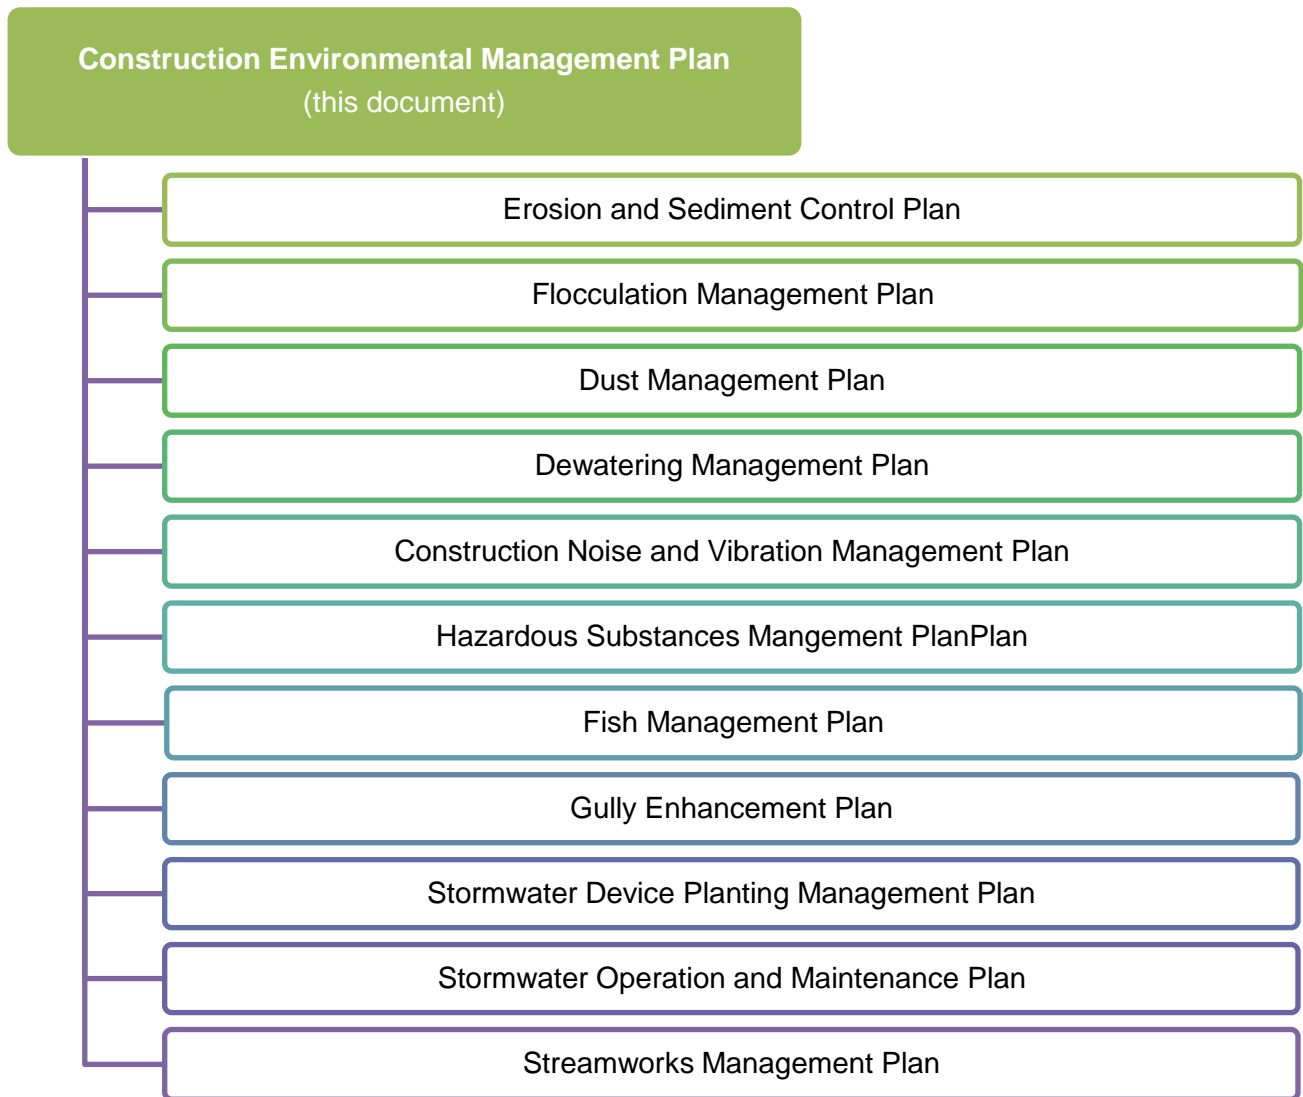 Construction Environmental Management Plan
(this document)
Erosion and Sediment Control Plan
Flocculation Management Plan
Dust Management Plan
Dewatering Management Plan
Construction Noise and Vibration Management Plan
Hazardous Substances Mangement PlanPlan
Fish Management Plan
Gully Enhancement Plan
Stormwater Device Planting Management Plan
Stormwater Operation and Maintenance Plan
Streamworks Management Plan